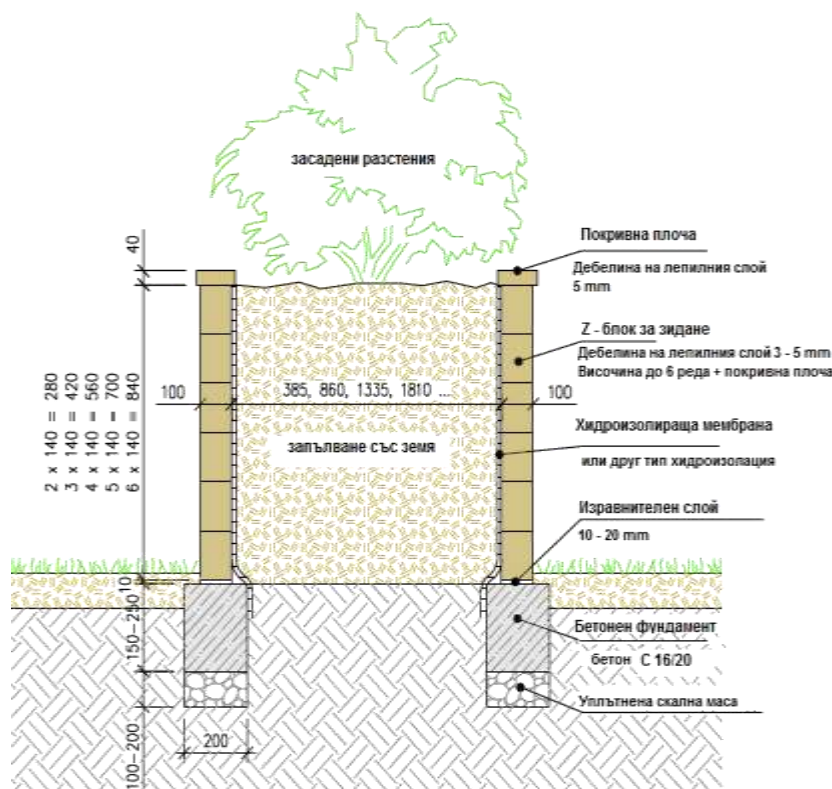 засадени разстения
40
Покривна плоча
Дебелина на лепилния слой
5 mm
Z - блок за зидане
Дебелина на лепилния слой 3 - 5 mm
Височина до 6 реда + покривна плоча
2 x 140 = 280
3 x 140 = 420
4 x 140 = 560
5 x 140 = 700
6 x 140 = 840
100
385, 860, 1335, 1810 ...
100
запълване със земя
Хидроизолираща мембрана
или друг тип хидроизолация
Изравнителен слой
10 - 20 mm
10
150-250
Бетонен фундамент
бетон С 16/20
Уплътнена скална маса
200
100-200